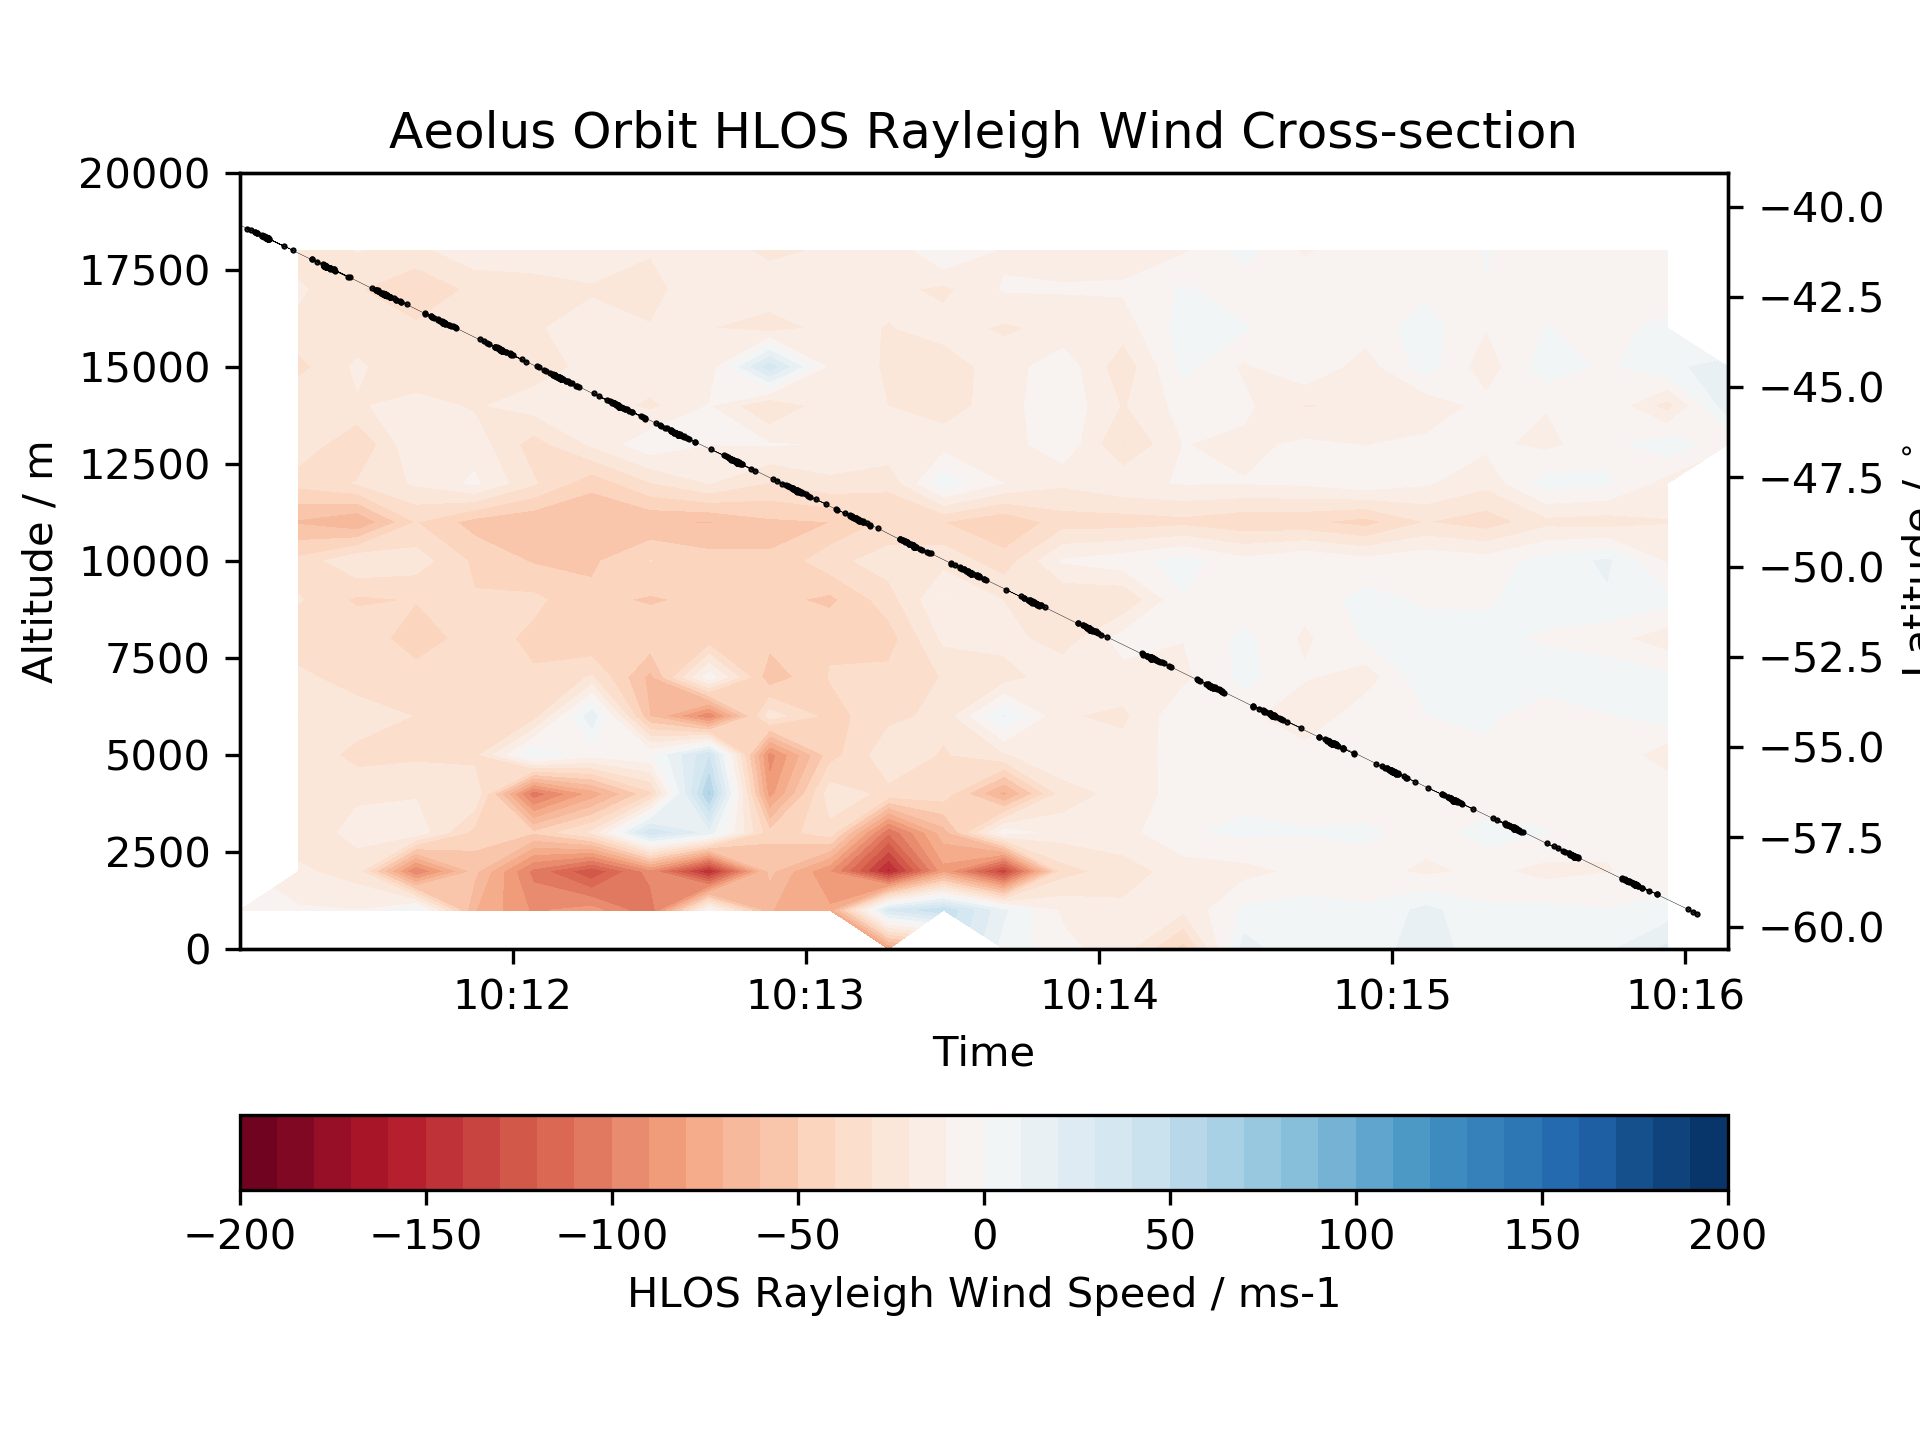 Aeolus Orbit HLOS Rayleigh Wind Cross-section
20000
17500
15000
12500
10000
7500
5000
2500
0
Altitude / m
−40.0
−42.5
−45.0
−47.5
−50.0
−52.5
−55.0
−57.5
−60.0
Latitude / °
10:12 10:13 10:14 10:15 10:16
Time
−200 −150 −100 −50 0 50 100 150 200
HLOS Rayleigh Wind Speed / ms-1